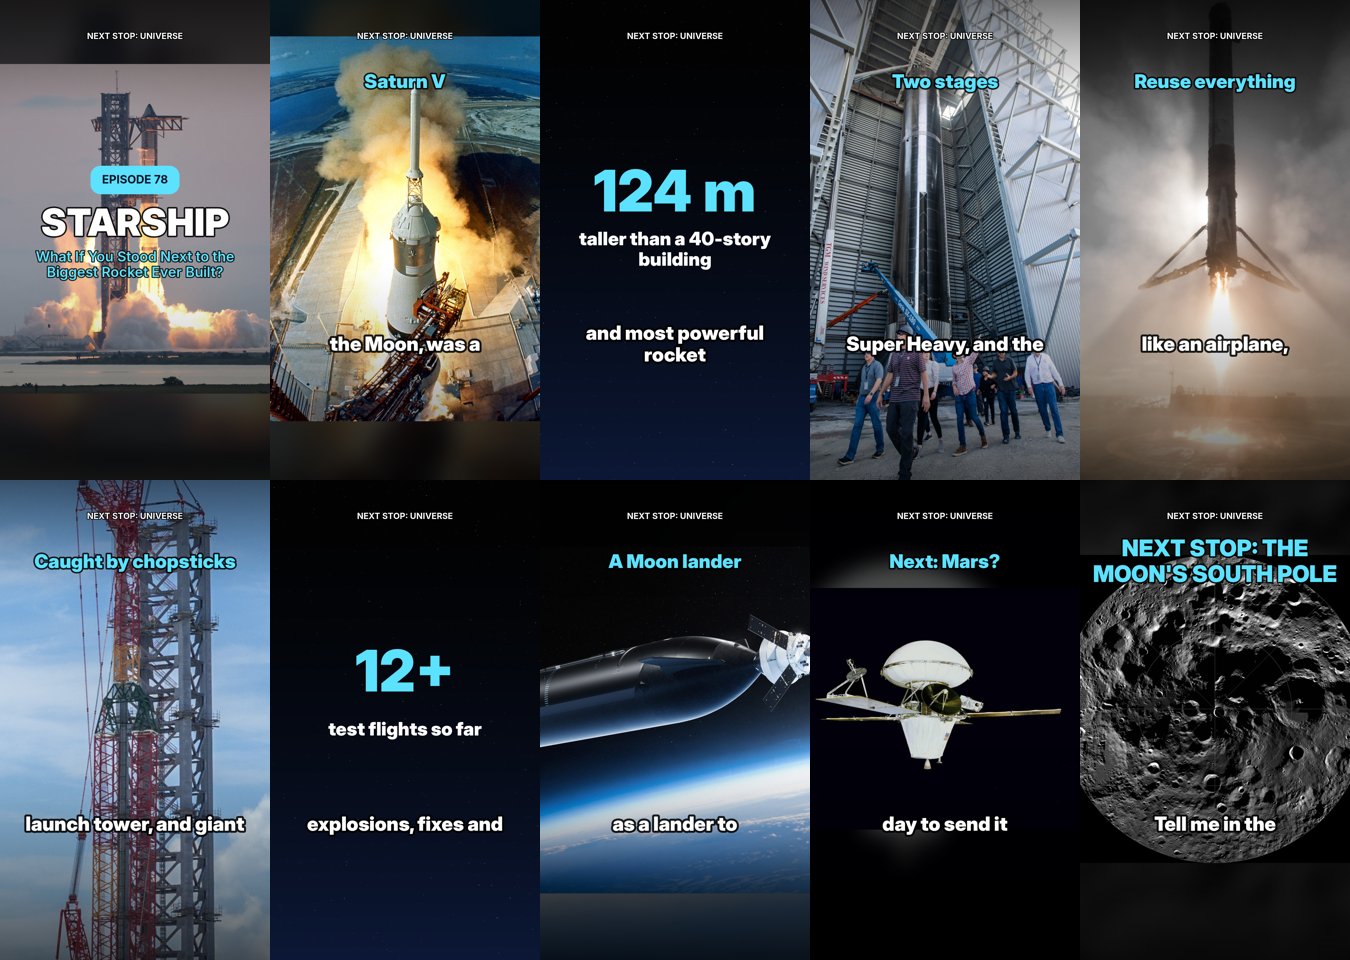 NEXT STOP: UNIVERSE
EPISODE 78
STARSHIP
What If You Stood Next to the
Biggest Rocket Ever Built?
NEXT STOP: UNIVERSE
Saturn V
the Moon, was a
NEXT STOP: UNIVERSE
124 m
taller than a 40-story
building
and most powerful
rocket
NEXT STOP: UNIVERSE
Two stages
Super Heavy, and the
NEXT STOP: UNIVERSE
Reuse everything
like an airplane,
NEXT STOP: UNIVERSE
Caught by chopsticks
launch tower, and giant
NEXT STOP: UNIVERSE
12+
test flights so far
explosions, fixes and
NEXT STOP: UNIVERSE
A Moon lander
as a lander to
NEXT STOP: UNIVERSE
Next: Mars?
day to send it
NEXT STOP: UNIVERSE
NEXT STOP: THE
MOON'S SOUTH POLE
Tell me in the